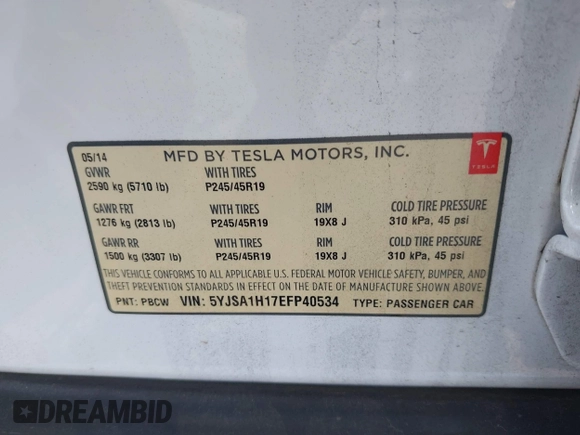 05/14 MFD BY TESLA MOTORS, INC.
TESLA
GVWR WITH TIRES
2590 kg (5710 lb) P245/45R19
GAWR FRT WITH TIRES RIM COLD TIRE PRESSURE
1276 kg (2813 lb) P245/45R19 19X8 J 310 kPa, 45 psi
GAWR RR WITH TIRES RIM COLD TIRE PRESSURE
1500 kg (3307 lb) P245/45R19 19X8 J 310 kPa, 45 psi
THIS VEHICLE CONFORMS TO ALL APPLICABLE U.S. FEDERAL MOTOR VEHICLE SAFETY, BUMPER, AND
THEFT PREVENTION STANDARDS IN EFFECT ON THE DATE OF MANUFACTURE SHOWN ABOVE.
PNT: PBCW VIN: 5YJSA1H17EFP40534 TYPE: PASSENGER CAR
DREAMBID